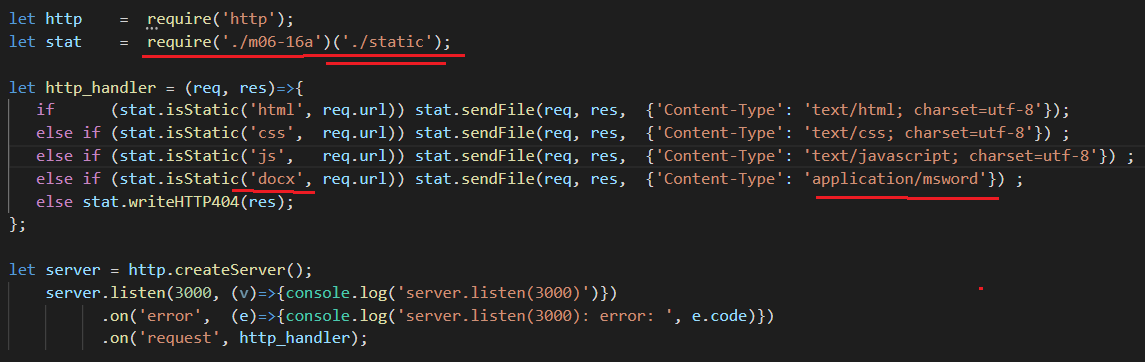 let http    =  require('http');
let stat    =  require('./m06-16a')('./static');
let http_handler = (req, res)=>{
   if      (stat.isStatic('html', req.url)) stat.sendFile(req, res,  {'Content-Type': 'text/html; charset=utf-8'});
   else if (stat.isStatic('css',  req.url)) stat.sendFile(req, res,  {'Content-Type': 'text/css; charset=utf-8'}) ;
   else if (stat.isStatic('js',   req.url)) stat.sendFile(req, res,  {'Content-Type': 'text/javascript; charset=utf-8'}) ;
   else if (stat.isStatic('docx', req.url)) stat.sendFile(req, res,  {'Content-Type': 'application/msword'}) ;
   else stat.writeHTTP404(res);
};
let server = http.createServer();
    server.listen(3000, (v)=>{console.log('server.listen(3000)')})
          .on('error',  (e)=>{console.log('server.listen(3000): error: ', e.code)})
          .on('request', http_handler);